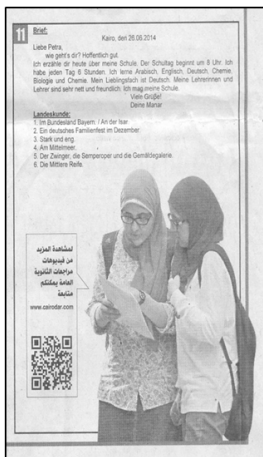 11
Brief:
Kairo, den 26.05.2014
Liebe Petra,
wie geht's dir? Hoffentlich gut.
Ich erzähle dir heute über meine Schule. Der Schultag beginnt um 8 Uhr. Ich
habe jeden Tag 6 Stunden. Ich lerne Arabisch, Englisch, Deutsch, Chemie,
Biologie und Chemie. Mein Lieblingsfach ist Deutsch. Meine Lehrerinnen und
Lehrer sind sehr nett und freundlich. Ich mag meine Schule.
Viele Grüße!
Deine Manar
Landeskunde:
1. Im Bundesland Bayern. / An der Isar.
2. Ein deutsches Familienfest im Dezember.
3. Stark und eng.
4. Am Mittelmeer.
5. Der Zwinger, die Semperoper und die Gemäldegalerie.
6. Die Mittlere Reife.
لمشاهدة المزيد
من فيديوهات
مراجعات الثانوية
العامة يمكنكم
متابعة
www.cairodar.com